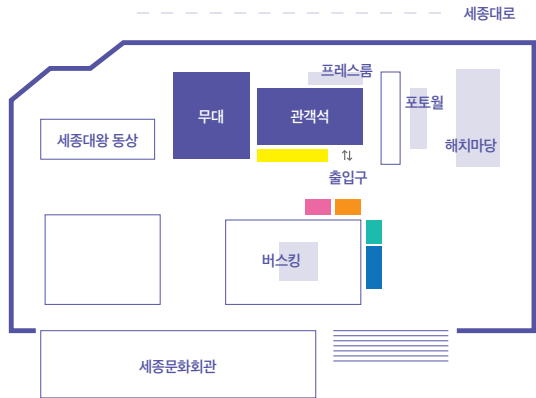 세종대로
프레스룸
무대
관객석
포토월
세종대왕 동상
해치마당
출입구
버스킹
세종문화회관